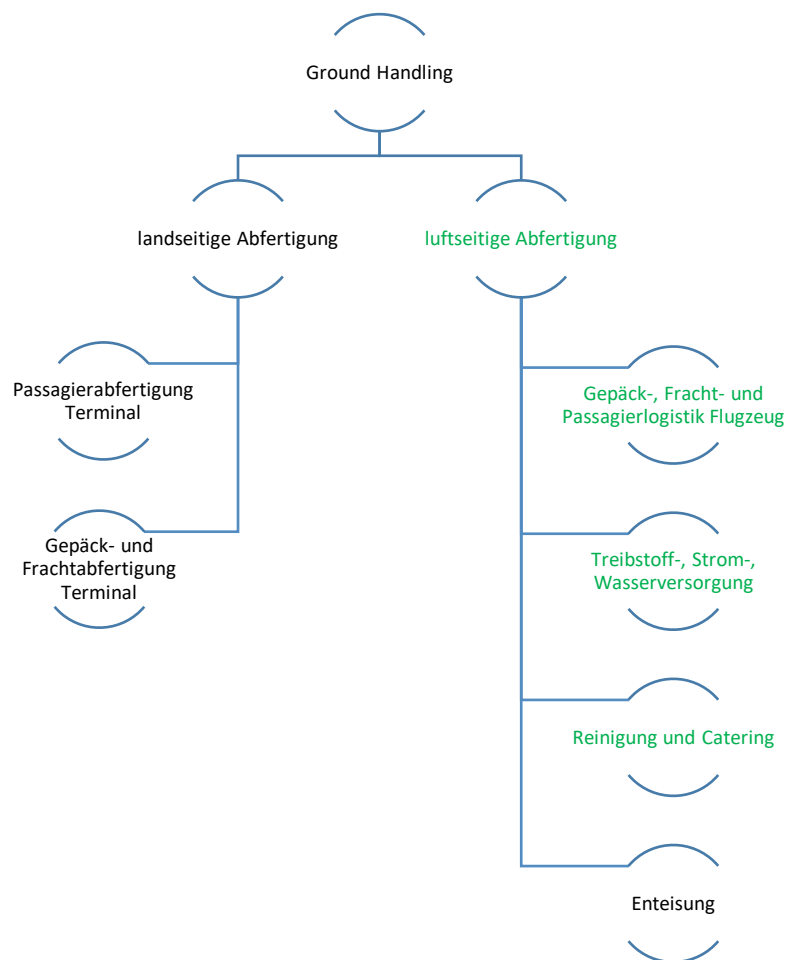 Ground Handling
landseitige Abfertigung
luftseitige Abfertigung
Passagierabfertigung
Terminal
Gepäck- und
Frachtabfertigung
Terminal
Gepäck-, Fracht- und
Passagierlogistik Flugzeug
Treibstoff-, Strom-,
Wasserversorgung
Reinigung und Catering
Enteisung